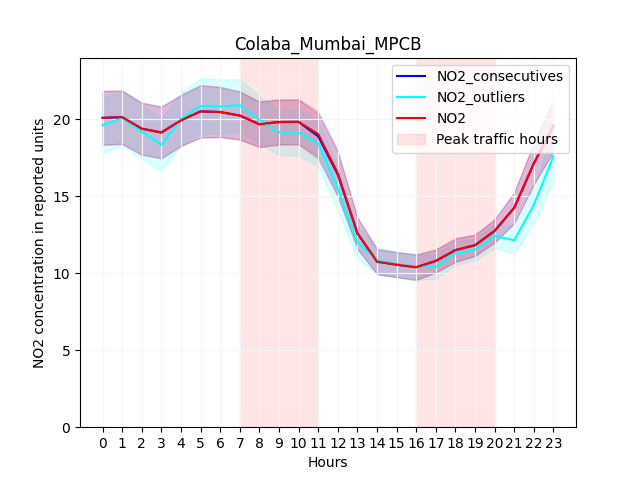 Colaba_Mumbai_MPCB
NO2_consecutives
NO2_outliers
NO2
Peak traffic hours
NO2 concentration in reported units
20
15
10
5
0
0 1 2 3 4 5 6 7 8 9 10 11 12 13 14 15 16 17 18 19 20 21 22 23
Hours